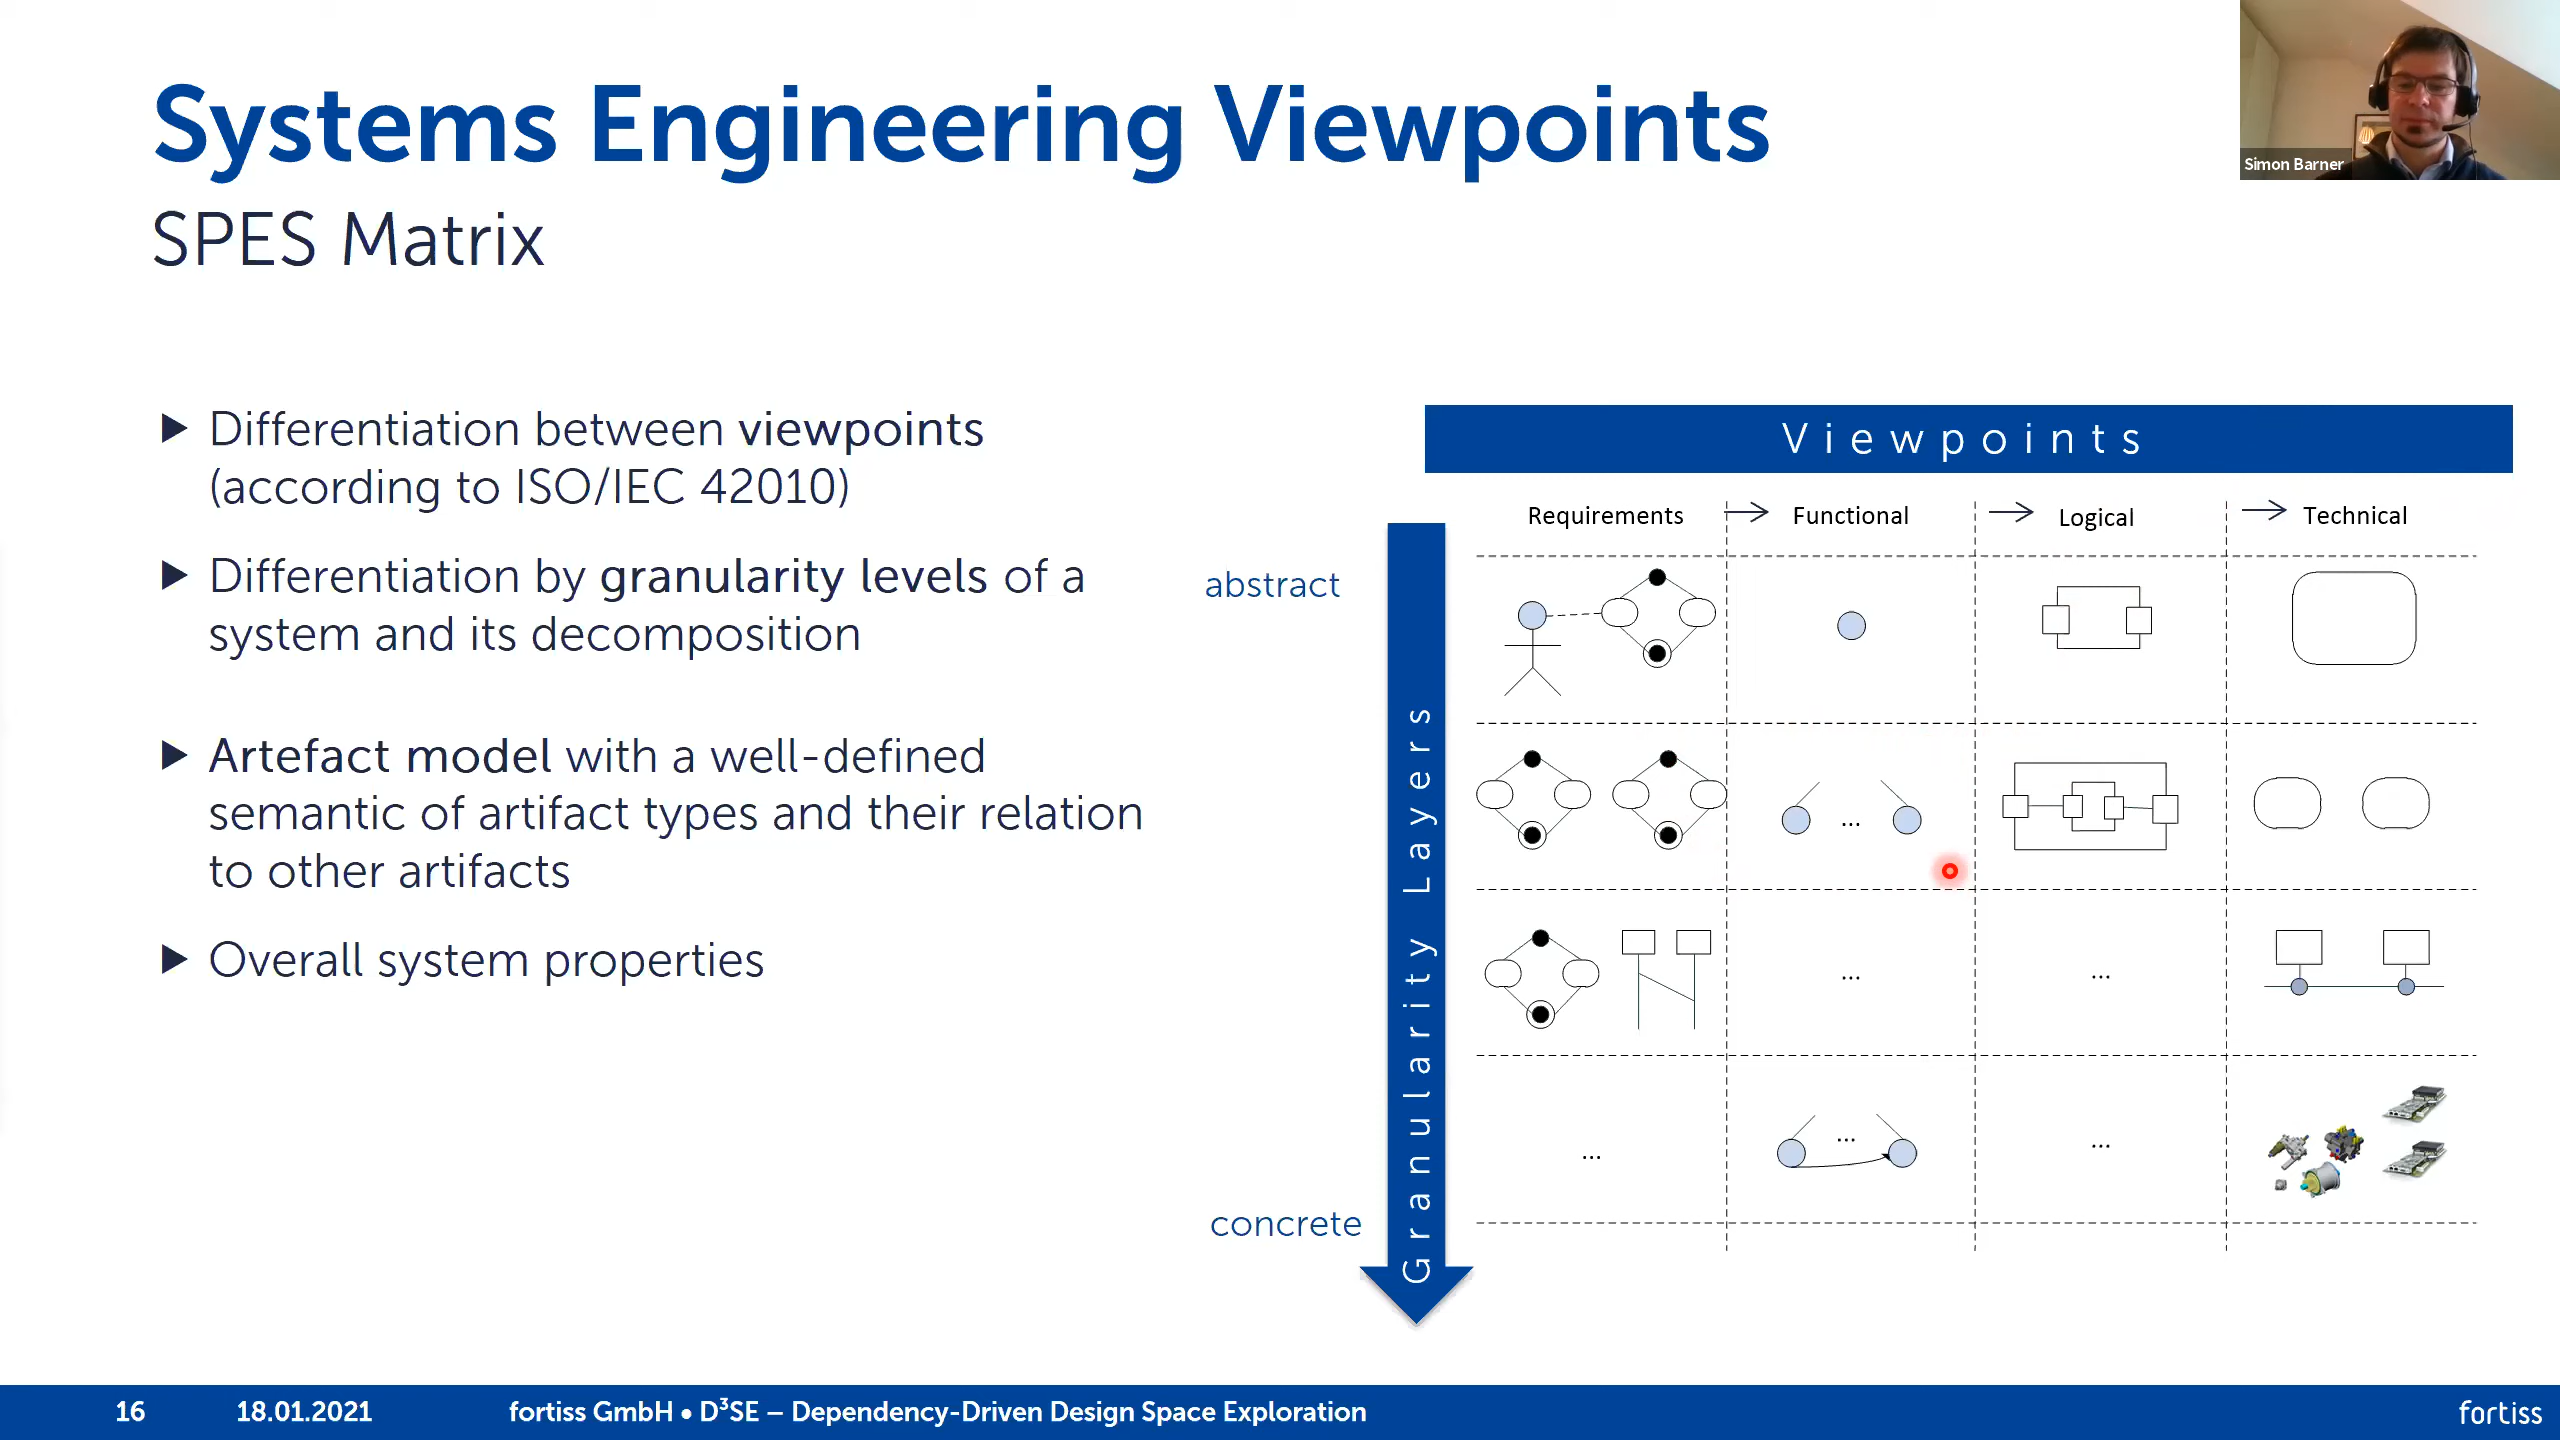 Systems Engineering Viewpoints
SPES Matrix
Simon Barner
▶ Differentiation between viewpoints
(according to ISO/IEC 42010)
▶ Differentiation by granularity levels of a
system and its decomposition
▶ Artefact model with a well-defined
semantic of artifact types and their relation
to other artifacts
▶ Overall system properties
Viewpoints
Requirements → Functional → Logical → Technical
abstract
Granularity Layers
...
... ...
... ... ...
concrete
16 18.01.2021 fortiss GmbH • D³SE – Dependency-Driven Design Space Exploration fortiss